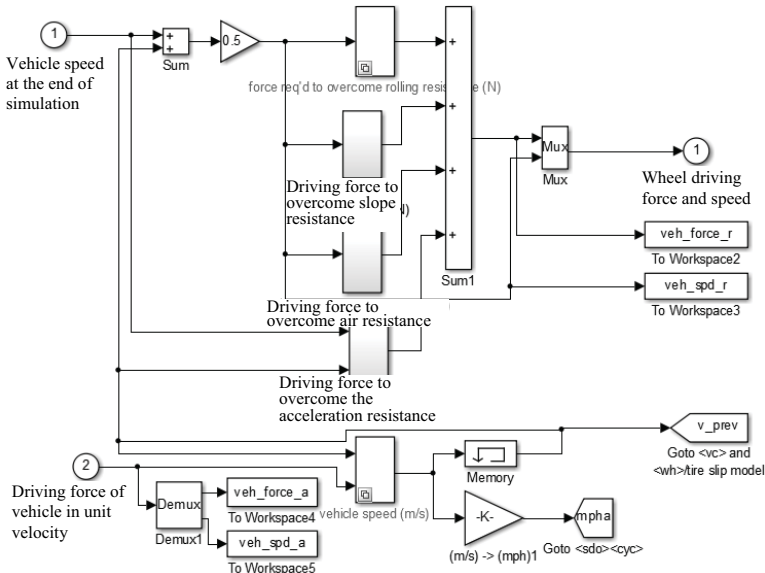 1
Vehicle speed
at the end of
simulation
+
+
Sum
0.5
force req'd to overcome rolling resis
e (N)
+
+
+
+
Sum1
Driving force to
overcome slope
resistance
Driving force to
overcome air resistance
Driving force to
overcome the
acceleration resistance
Mux
Mux
1
Wheel driving
force and speed
veh_force_r
To Workspace2
veh_spd_r
To Workspace3
v_prev
Goto <vc> and
<wh>/tire slip model
2
Driving force of
vehicle in unit
velocity
Demux
Demux1
veh_force_a
To Workspace4
veh_spd_a
To Workspace5
vehicle speed (m/s)
Memory
-K-
(m/s) -> (mph)1
mpha
Goto <sdo><cyc>